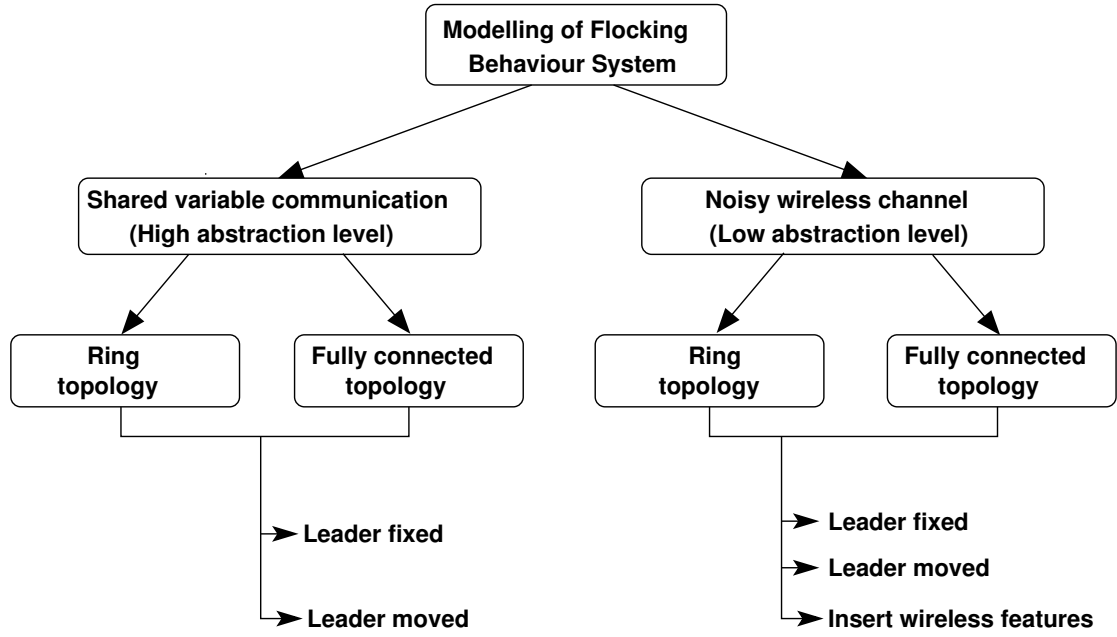 Modelling of Flocking
Behaviour System
Shared variable communication
(High abstraction level)
Noisy wireless channel
(Low abstraction level)
Ring
topology
Fully connected
topology
Ring
topology
Fully connected
topology
Leader fixed
Leader moved
Leader fixed
Leader moved
Insert wireless features